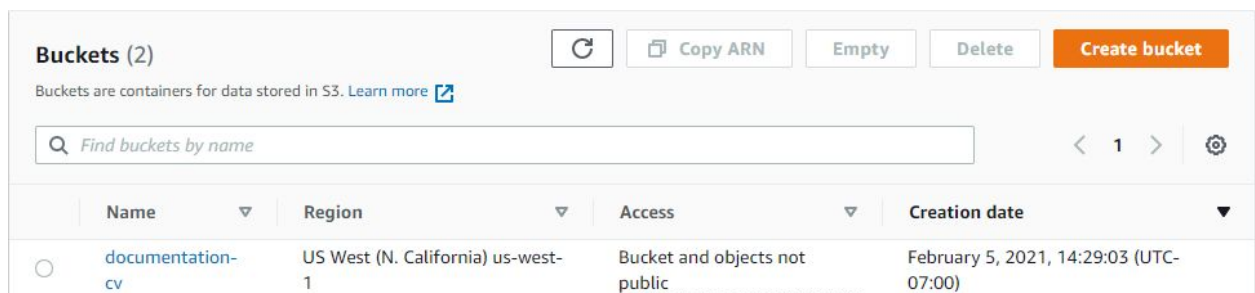 Buckets (2)
Copy ARN
Empty
Delete
Create bucket
Buckets are containers for data stored in S3. Learn more
Find buckets by name
1
Name Region Access Creation date
documentation- US West (N. California) us-west- Bucket and objects not February 5, 2021, 14:29:03 (UTC-
cv 1 public 07:00)